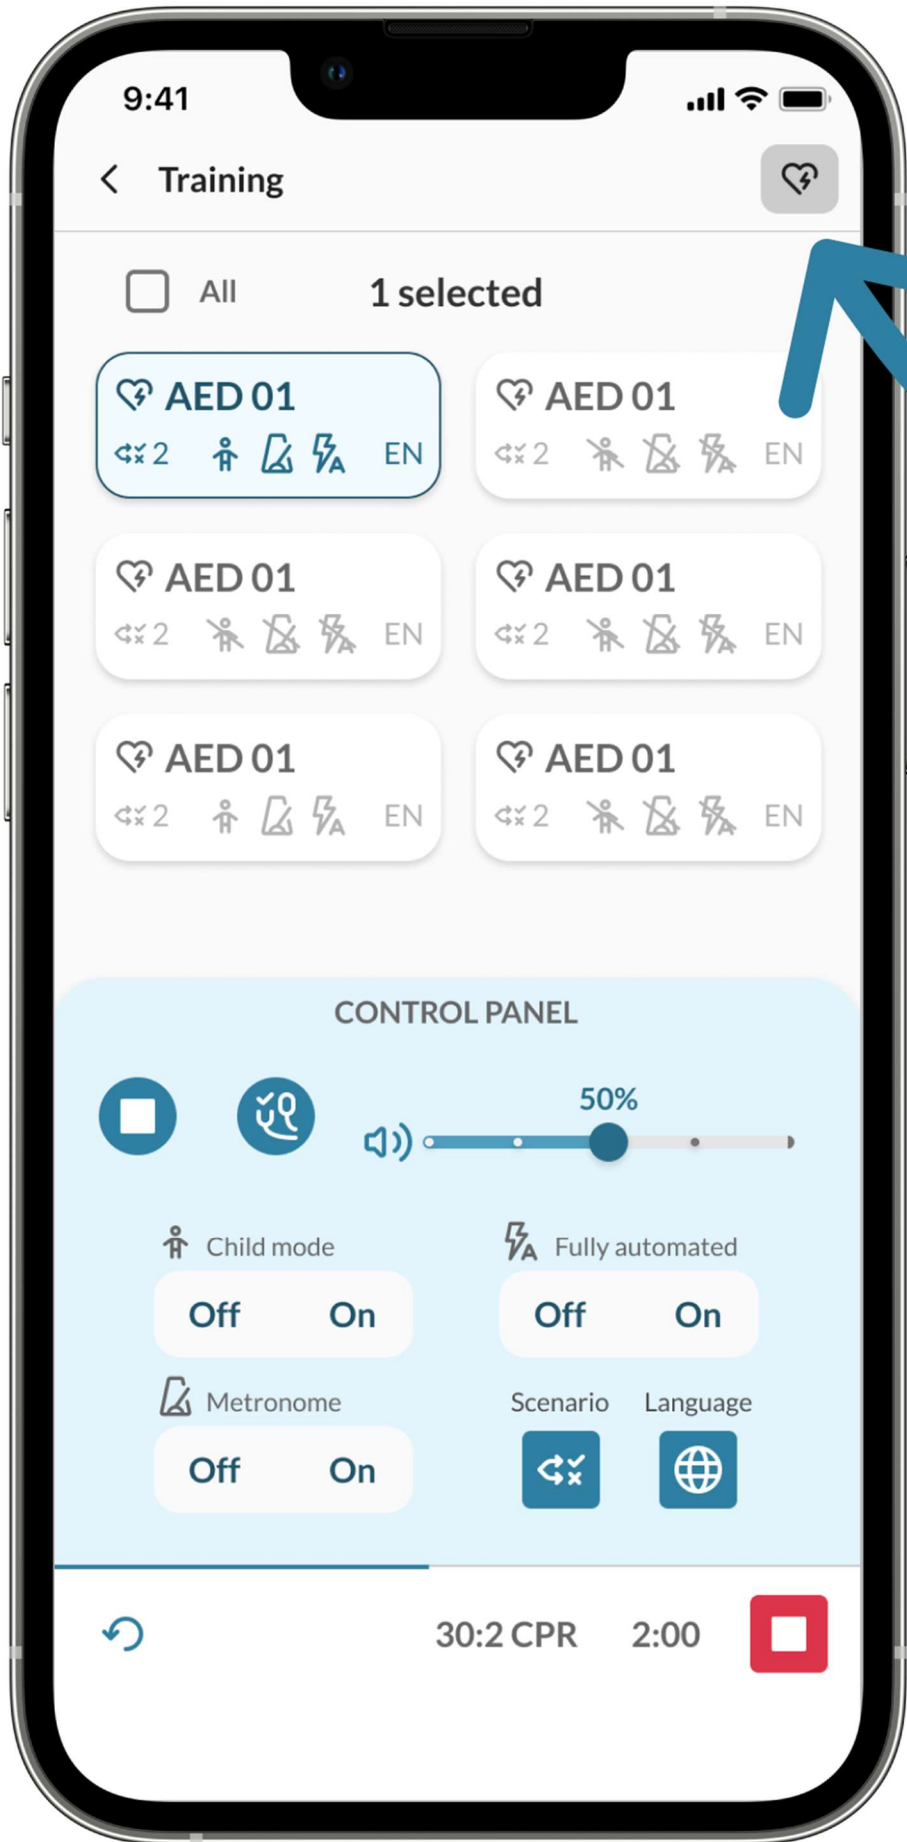 9:41
Training
All 1 selected
AED 01 AED 01
2 A EN 2 A EN
AED 01 AED 01
2 A EN 2 A EN
AED 01 AED 01
2 A EN 2 A EN
CONTROL PANEL
50%
Child mode A Fully automated
Off On Off On
Metronome Scenario Language
Off On
30:2 CPR 2:00